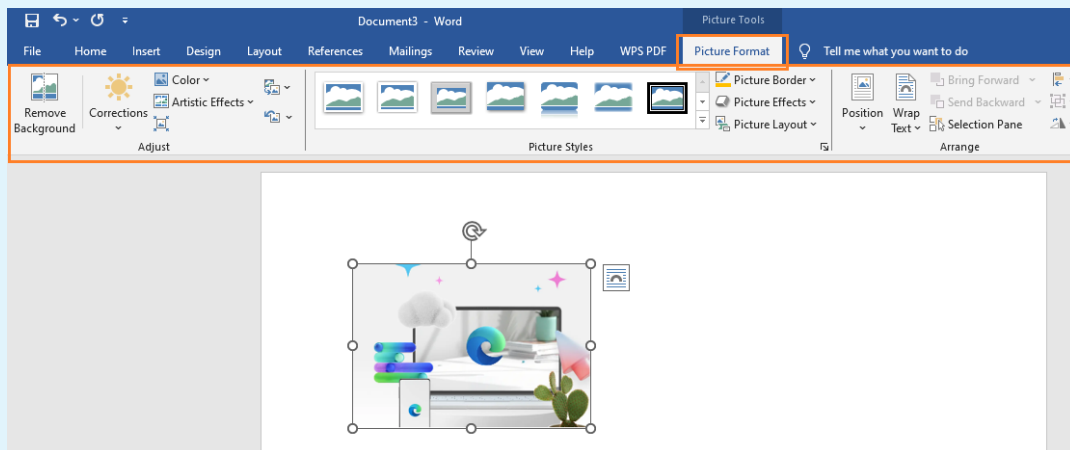 Document3 - Word
Picture Tools
File Home Insert Design Layout References Mailings Review View Help WPS PDF Picture Format Tell me what you want to do
Remove Background
Corrections
Color
Artistic Effects
Adjust
Picture Border
Picture Effects
Picture Layout
Picture Styles
Position
Wrap Text
Bring Forward
Send Backward
Selection Pane
Arrange